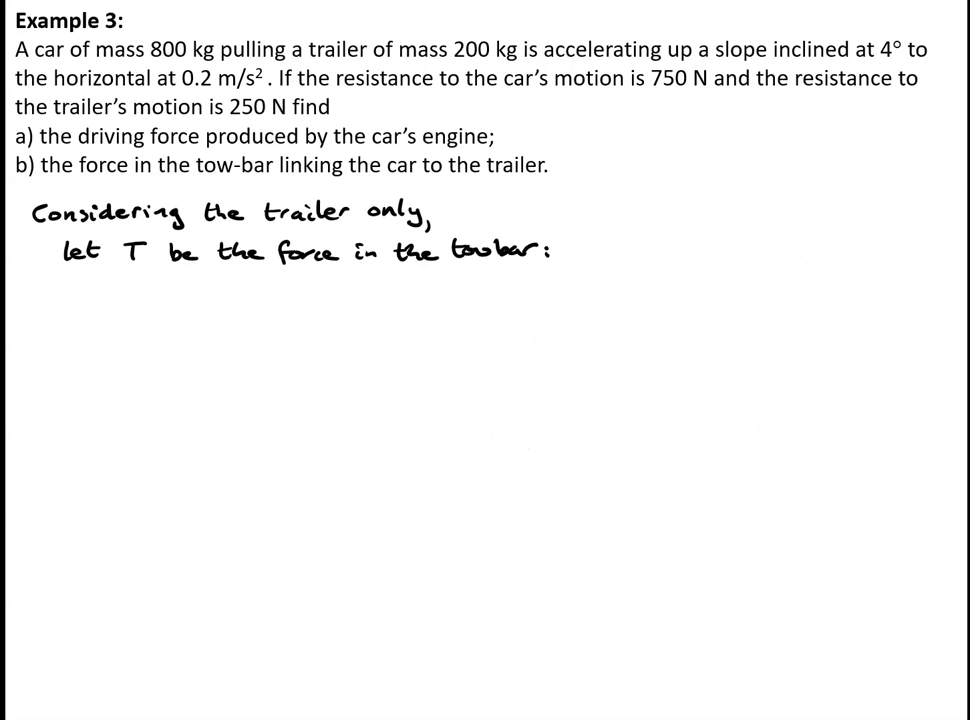 Example 3:
A car of mass 800 kg pulling a trailer of mass 200 kg is accelerating up a slope inclined at 4° to
the horizontal at 0.2 m/s². If the resistance to the car’s motion is 750 N and the resistance to
the trailer’s motion is 250 N find
a) the driving force produced by the car’s engine;
b) the force in the tow-bar linking the car to the trailer.
Considering the trailer only,
let T be the force in the towbar: